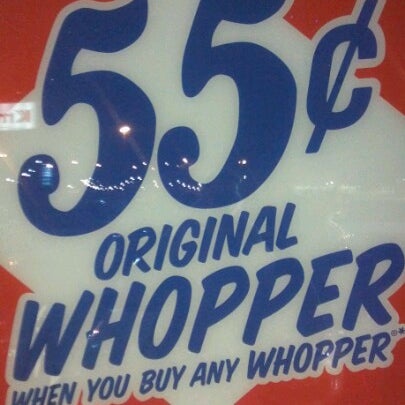 55¢
ORIGINAL
WHOPPER
WHEN YOU BUY ANY WHOPPER®*